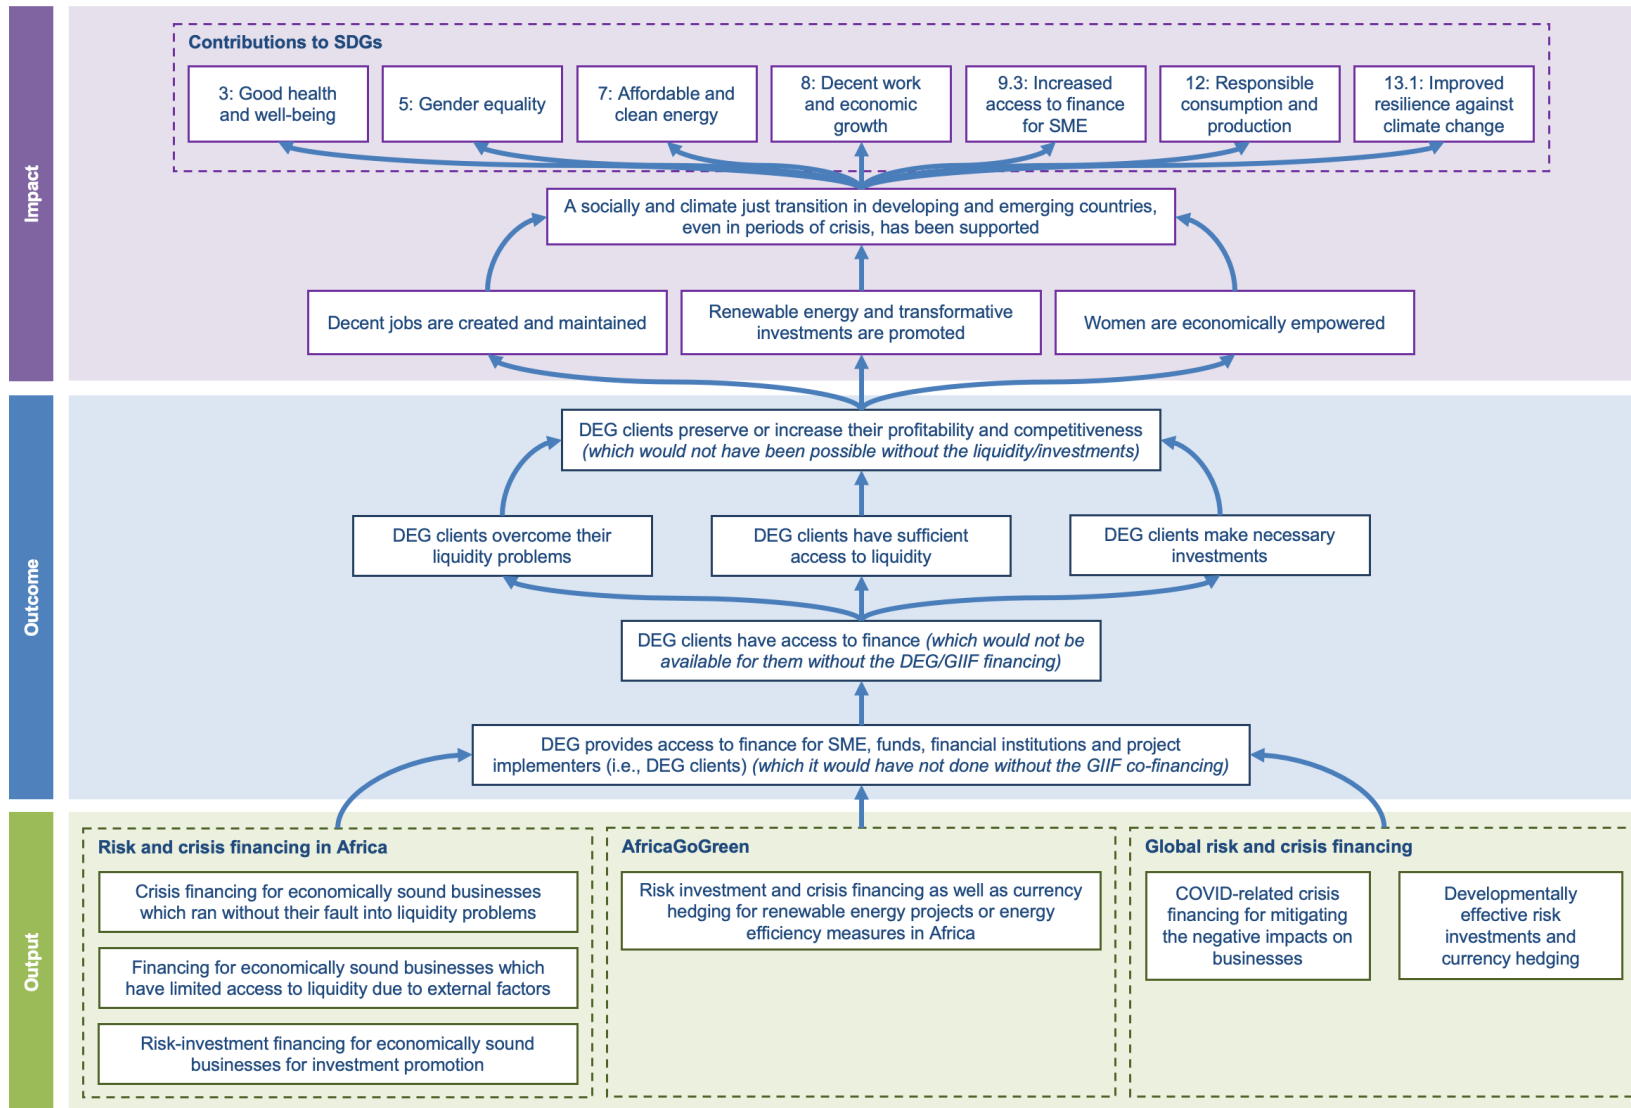 Impact
Contributions to SDGs
3: Good health
and well-being
5: Gender equality
7: Affordable and
clean energy
8: Decent work
and economic
growth
9.3: Increased
access to finance
for SME
12: Responsible
consumption and
production
13.1: Improved
resilience against
climate change
A socially and climate just transition in developing and emerging countries,
even in periods of crisis, has been supported
Decent jobs are created and maintained
Renewable energy and transformative
investments are promoted
Women are economically empowered
Outcome
DEG clients preserve or increase their profitability and competitiveness
(which would not have been possible without the liquidity/investments)
DEG clients overcome their
liquidity problems
DEG clients have sufficient
access to liquidity
DEG clients make necessary
investments
DEG clients have access to finance (which would not be
available for them without the DEG/GIIF financing)
DEG provides access to finance for SME, funds, financial institutions and project
implementers (i.e., DEG clients) (which it would have not done without the GIIF co-financing)
Output
Risk and crisis financing in Africa
Crisis financing for economically sound businesses
which ran without their fault into liquidity problems
Financing for economically sound businesses which
have limited access to liquidity due to external factors
Risk-investment financing for economically sound
businesses for investment promotion
AfricaGoGreen
Risk investment and crisis financing as well as currency
hedging for renewable energy projects or energy
efficiency measures in Africa
Global risk and crisis financing
COVID-related crisis
financing for mitigating
the negative impacts on
businesses
Developmentally
effective risk
investments and
currency hedging